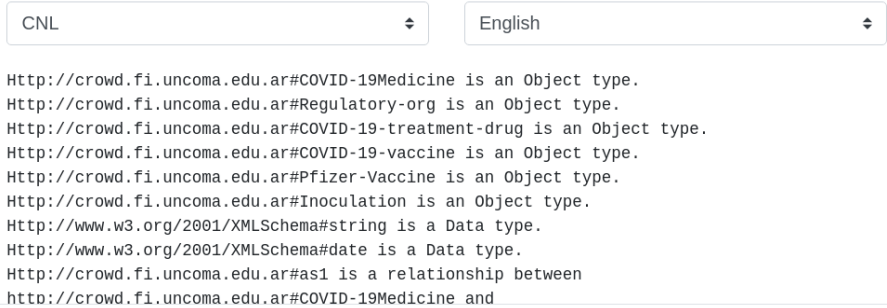 CNL
English
Http://crowd.fi.uncoma.edu.ar#COVID-19Medicine is an Object type.
Http://crowd.fi.uncoma.edu.ar#Regulatory-org is an Object type.
Http://crowd.fi.uncoma.edu.ar#COVID-19-treatment-drug is an Object type.
Http://crowd.fi.uncoma.edu.ar#COVID-19-vaccine is an Object type.
Http://crowd.fi.uncoma.edu.ar#Pfizer-Vaccine is an Object type.
Http://crowd.fi.uncoma.edu.ar#Inoculation is an Object type.
Http://www.w3.org/2001/XMLSchema#string is a Data type.
Http://www.w3.org/2001/XMLSchema#date is a Data type.
Http://crowd.fi.uncoma.edu.ar#as1 is a relationship between
http://crowd.fi.uncoma.edu.ar#COVID-19Medicine and